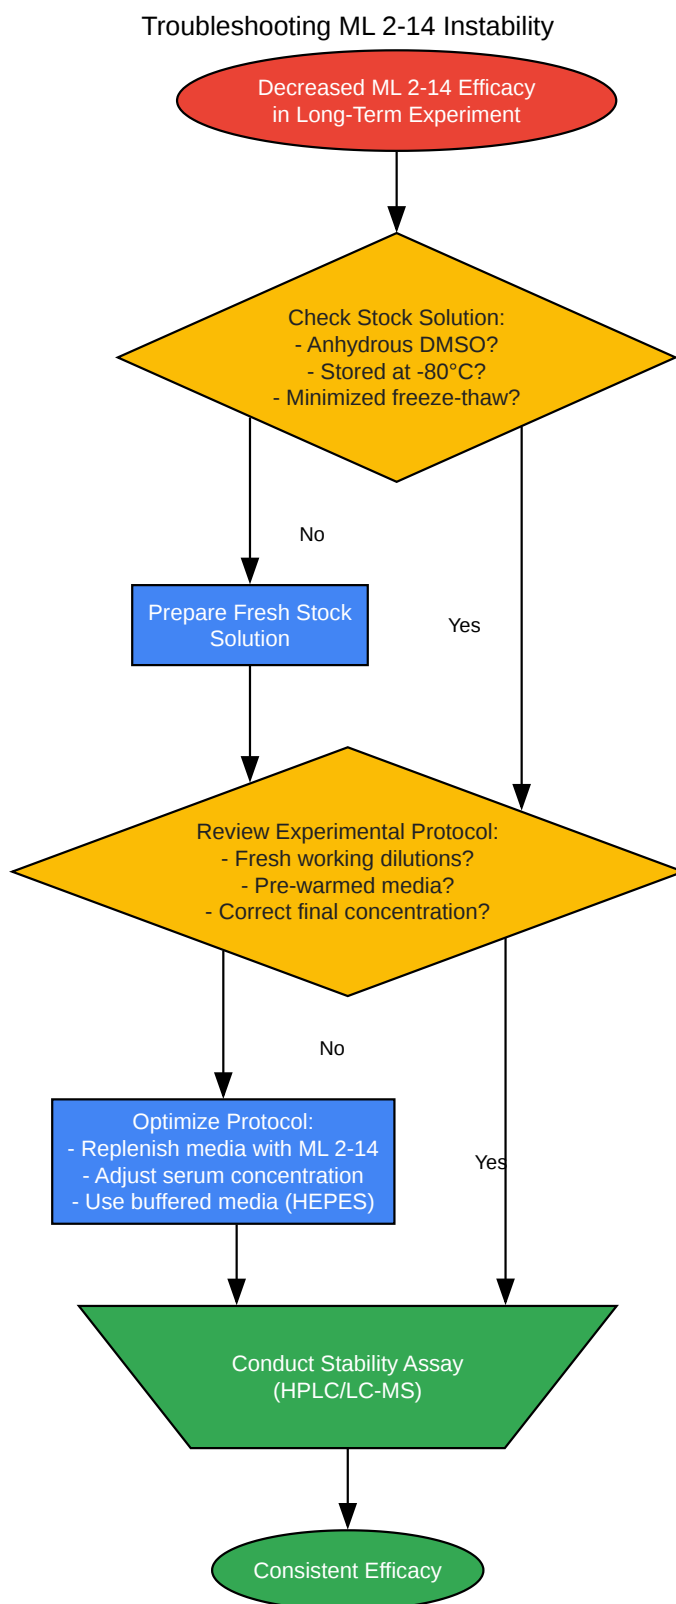 Troubleshooting ML 2-14 Instability
Decreased ML 2-14 Efficacy
in Long-Term Experiment
Check Stock Solution:
- Anhydrous DMSO?
- Stored at -80°C?
- Minimized freeze-thaw?
No
Prepare Fresh Stock
Solution
Yes
Review Experimental Protocol:
- Fresh working dilutions?
- Pre-warmed media?
- Correct final concentration?
No
Optimize Protocol:
- Replenish media with ML 2-14
- Adjust serum concentration
- Use buffered media (HEPES)
Yes
Conduct Stability Assay
(HPLC/LC-MS)
Consistent Efficacy